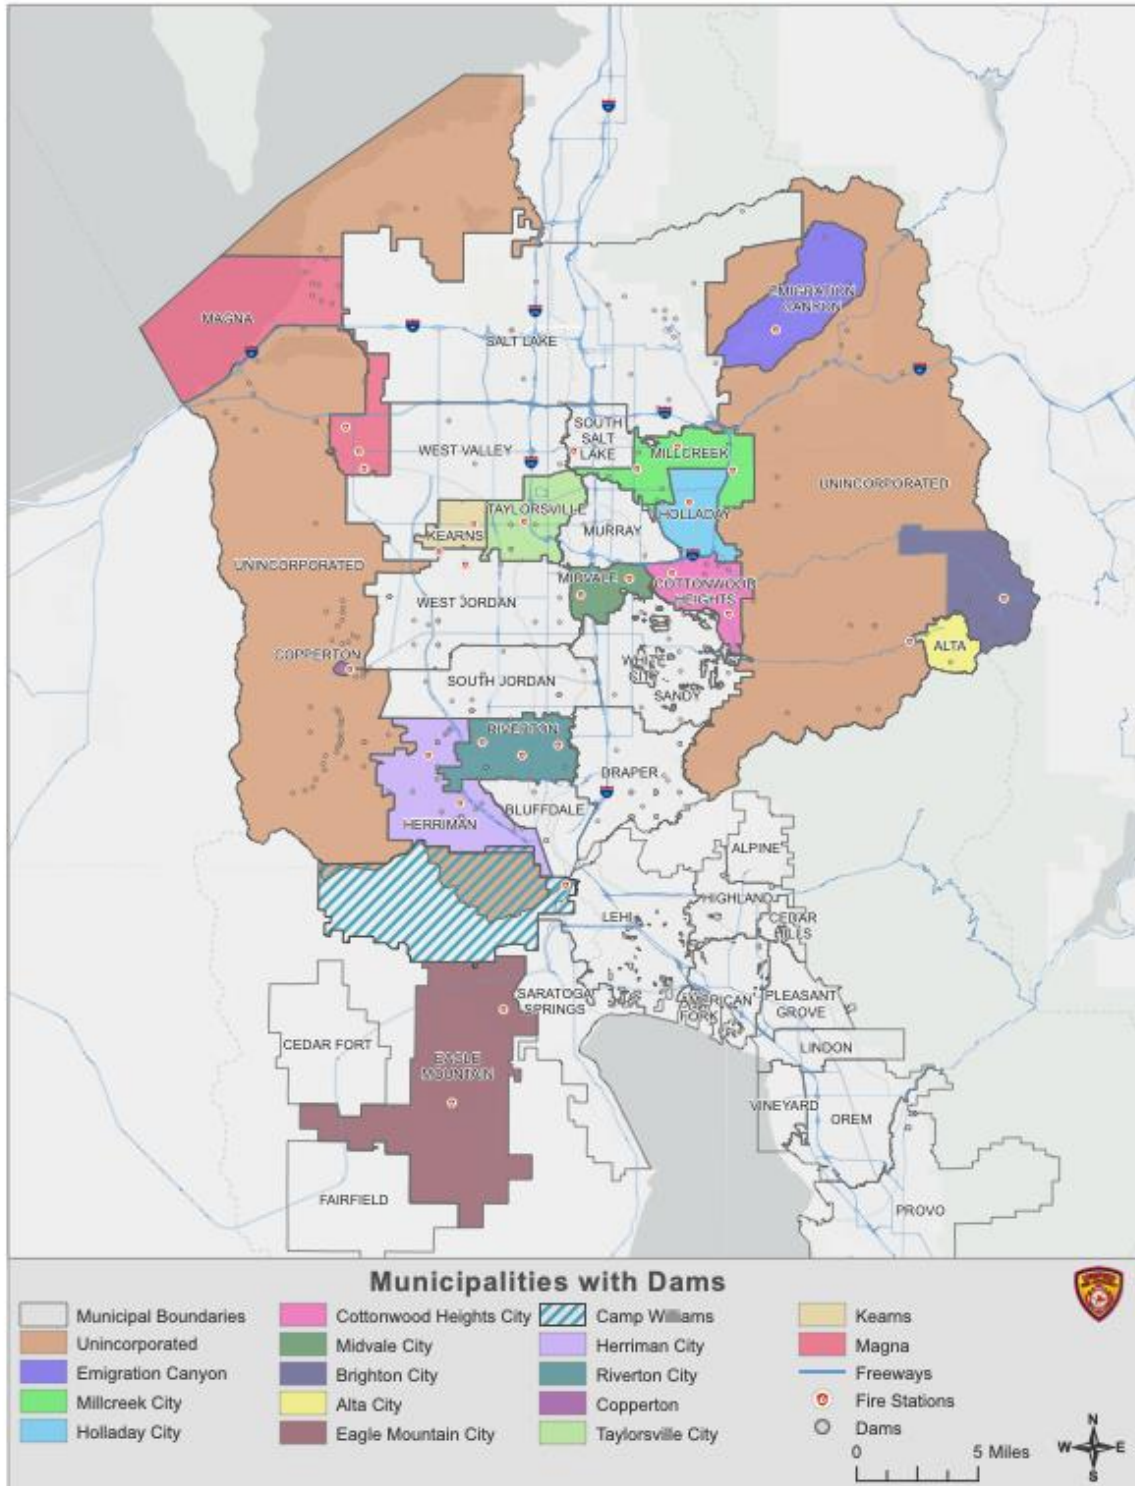 EMIGRATION
CANYON
MAGNA
SALT LAKE
SOUTH
SALT
LAKE
WEST VALLEY
MILLCREEK
UNINCORPORATED
TAYLORSVILLE
HOLLADAY
MURRAY
KEARNS
UNINCORPORATED
MIDVALE
COTTONWOOD
HEIGHTS
WEST JORDAN
ALTA
COPPERTON
WHITE
CITY
SOUTH JORDAN
SANDY
RIVERTON
DRAPER
BLUFFDALE
HERRIMAN
ALPINE
HIGHLAND
LEHI
CEDAR
HILLS
SARATOGA
SPRINGS
AMERICAN
FORK
PLEASANT
GROVE
CEDAR FORT
LINDON
EAGLE
MOUNTAIN
VINEYARD
OREM
FAIRFIELD
PROVO
Municipalities with Dams
Municipal Boundaries
Unincorporated
Emigration Canyon
Millcreek City
Holladay City
Cottonwood Heights City
Midvale City
Brighton City
Alta City
Eagle Mountain City
Camp Williams
Herriman City
Riverton City
Copperton
Taylorsville City
Kearns
Magna
Freeways
Fire Stations
Dams
0 5 Miles
N
W E
S